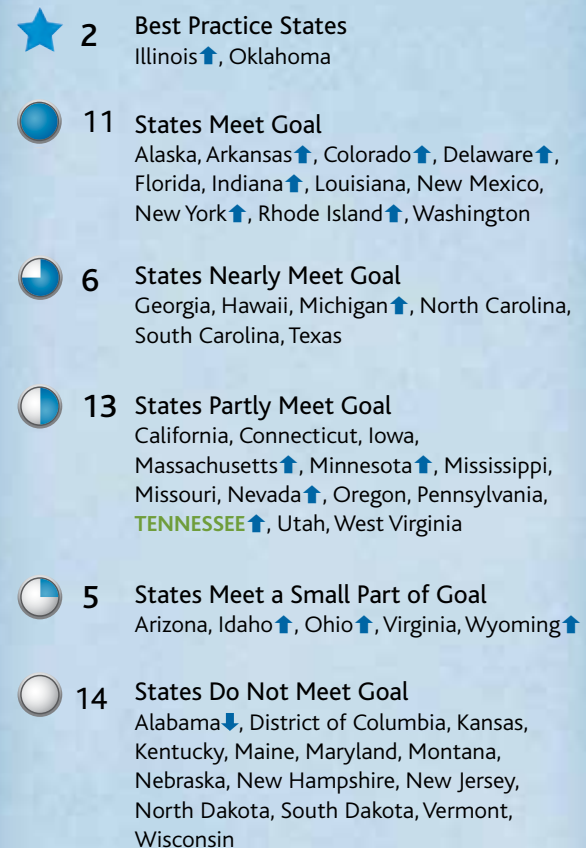 2 Best Practice States
Illinois⬆, Oklahoma
11 States Meet Goal
Alaska, Arkansas⬆, Colorado⬆, Delaware⬆,
Florida, Indiana⬆, Louisiana, New Mexico,
New York⬆, Rhode Island⬆, Washington
6 States Nearly Meet Goal
Georgia, Hawaii, Michigan⬆, North Carolina,
South Carolina, Texas
13 States Partly Meet Goal
California, Connecticut, Iowa,
Massachusetts⬆, Minnesota⬆, Mississippi,
Missouri, Nevada⬆, Oregon, Pennsylvania,
TENNESSEE⬆, Utah, West Virginia
5 States Meet a Small Part of Goal
Arizona, Idaho⬆, Ohio⬆, Virginia, Wyoming⬆
14 States Do Not Meet Goal
Alabama⬇, District of Columbia, Kansas,
Kentucky, Maine, Maryland, Montana,
Nebraska, New Hampshire, New Jersey,
North Dakota, South Dakota, Vermont,
Wisconsin